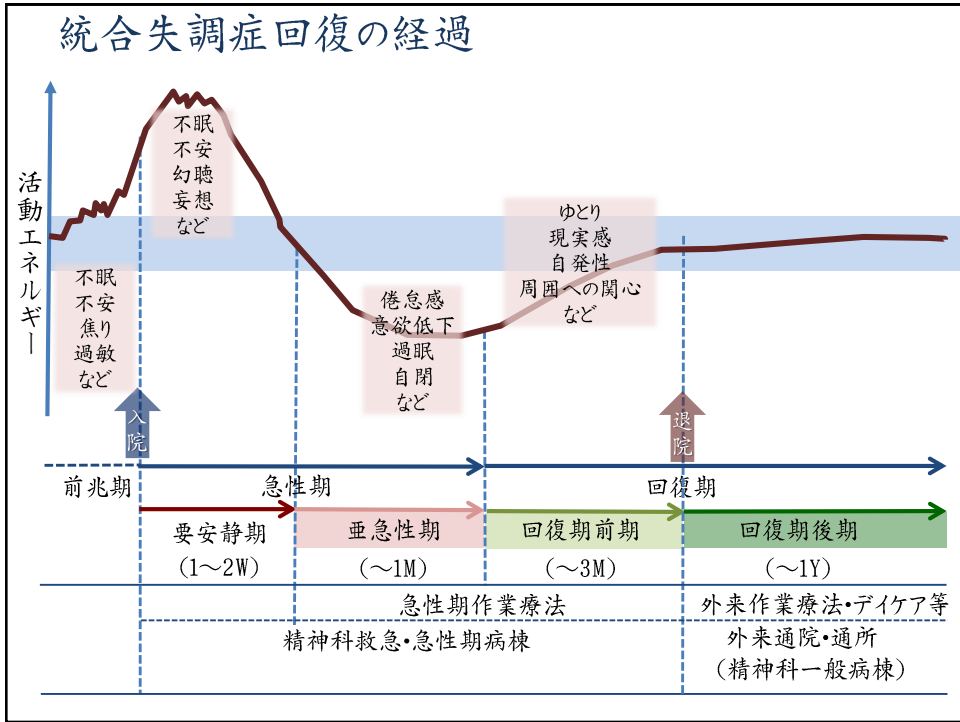 統合失調症回復の経過
活動エネルギー
不眠
不安
幻聴
妄想
など
不眠
不安
焦り
過敏
など
倦怠感
意欲低下
過眠
自閉
など
ゆとり
現実感
自発性
周囲への関心
など
入院
退院
前兆期
急性期
回復期
要安静期
亜急性期
回復期前期
回復期後期
(1〜2W)
(〜1M)
(〜3M)
(〜1Y)
急性期作業療法
外来作業療法・デイケア等
精神科救急・急性期病棟
外来通院・通所
(精神科一般病棟)